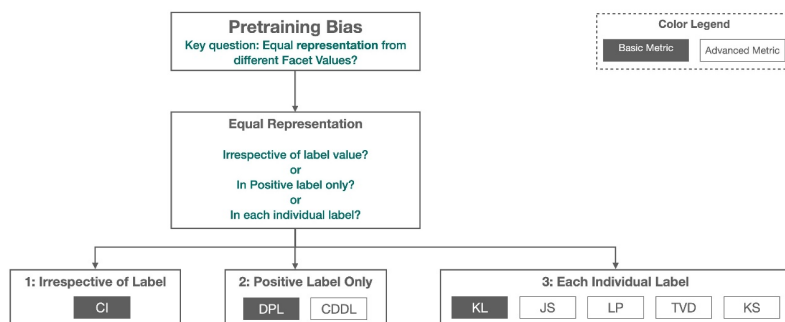 Pretraining Bias
Key question: Equal representation from
different Facet Values?
Color Legend
Basic Metric
Advanced Metric
Equal Representation
Irrespective of label value?
or
In Positive label only?
or
In each individual label?
1: Irrespective of Label
CI
2: Positive Label Only
DPL
CDDL
3: Each Individual Label
KL
JS
LP
TVD
KS